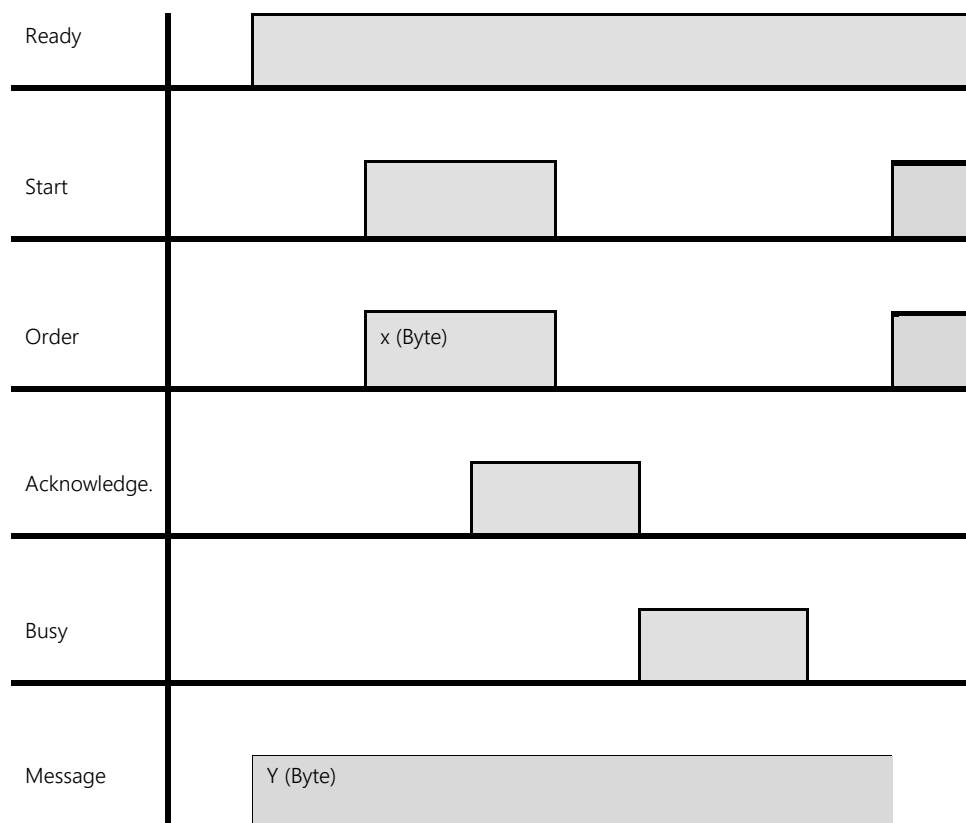 Ready
Start
Order
x (Byte)
Acknowledge.
Busy
Message
Y (Byte)